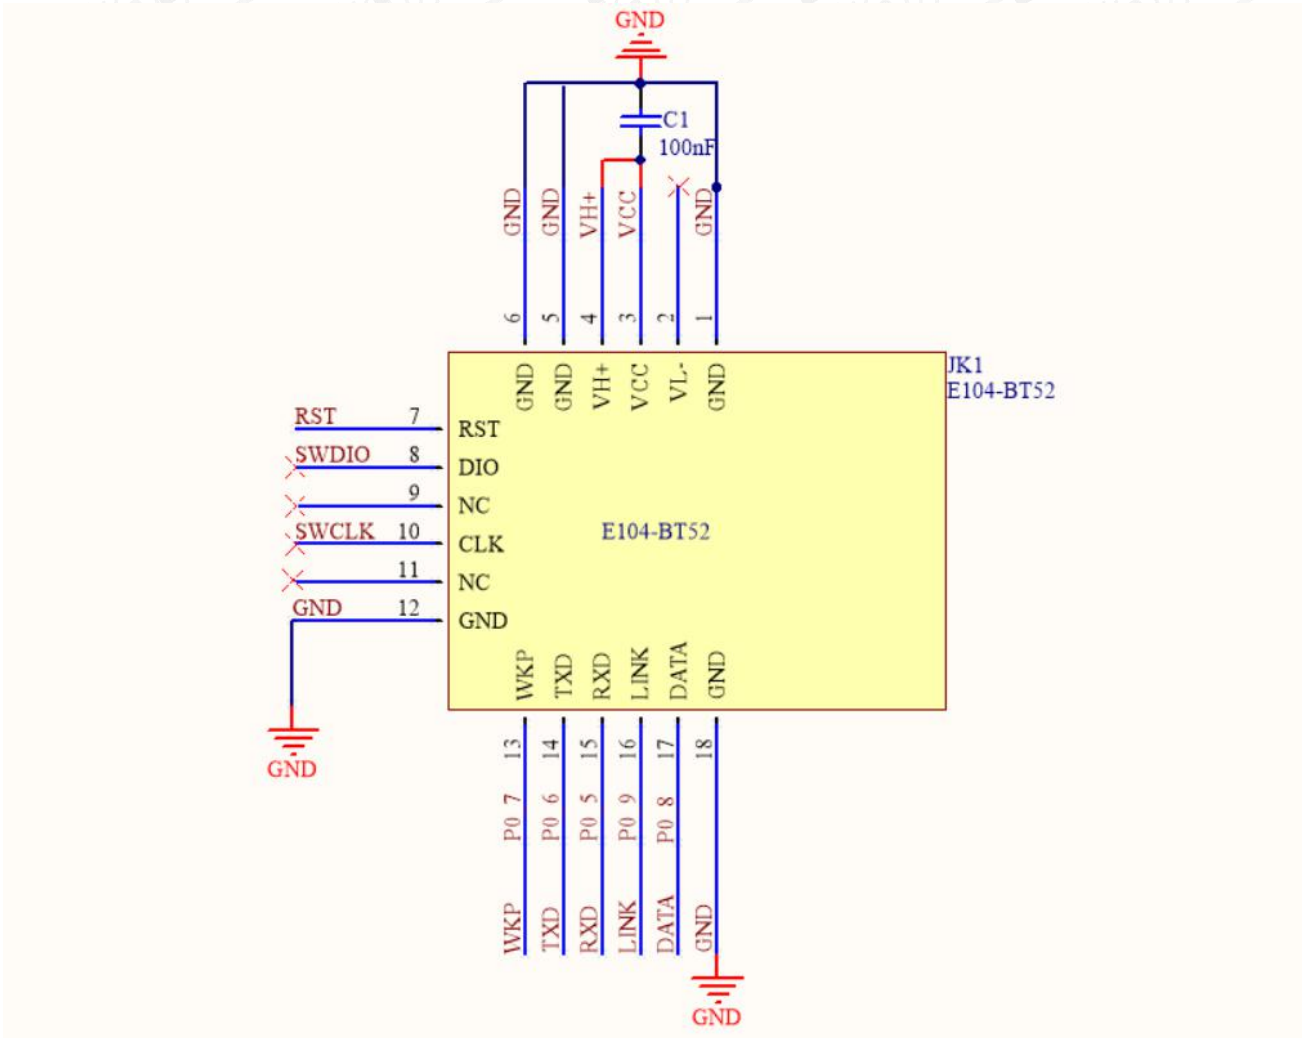 GND
C1
100nF
GND
GND
VH+
VCC
GND
6
5
4
3
2
1
GND
GND
VH+
VCC
VL-
GND
JK1
E104-BT52
RST
7
RST
SWDIO
8
DIO
9
NC
SWCLK
10
CLK
E104-BT52
11
NC
GND
12
GND
WKP
TXD
RXD
LINK
DATA
GND
13
14
15
16
17
18
P0 7
P0 6
P0 5
P0 9
P0 8
WKP
TXD
RXD
LINK
DATA
GND
GND
GND